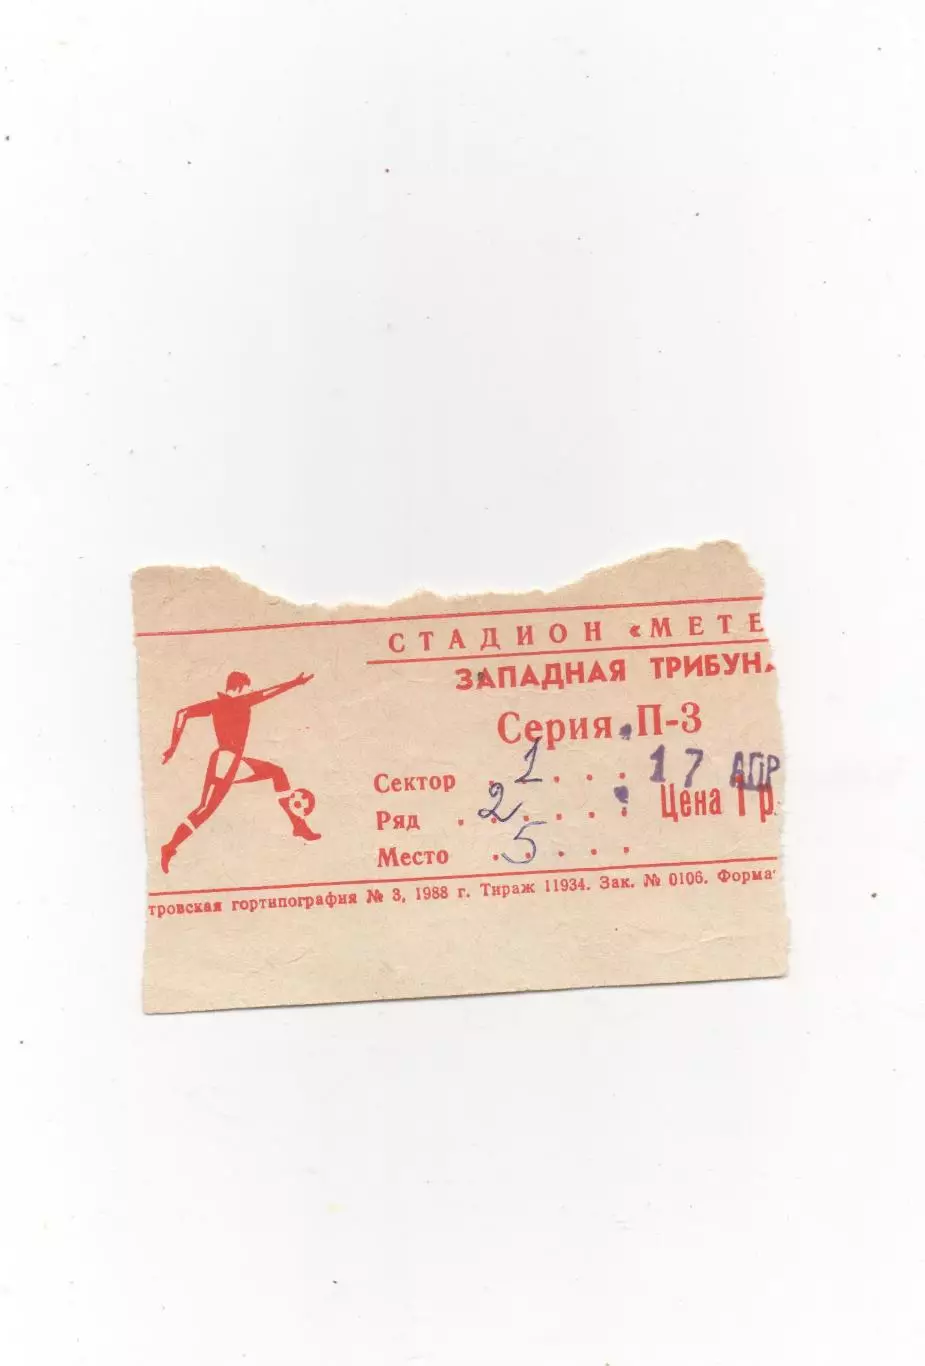 СТАДИОН «МЕТЕ
ЗАПАДНАЯ ТРИБУНА
Серия П-3
Сектор . 1 . . . . 17 АПР
Ряд . 2 . . . . . Цена 1 р.
Место . 5 . . . .
тровская гортипография № 3, 1988 г. Тираж 11934. Зак. № 0106. Формат